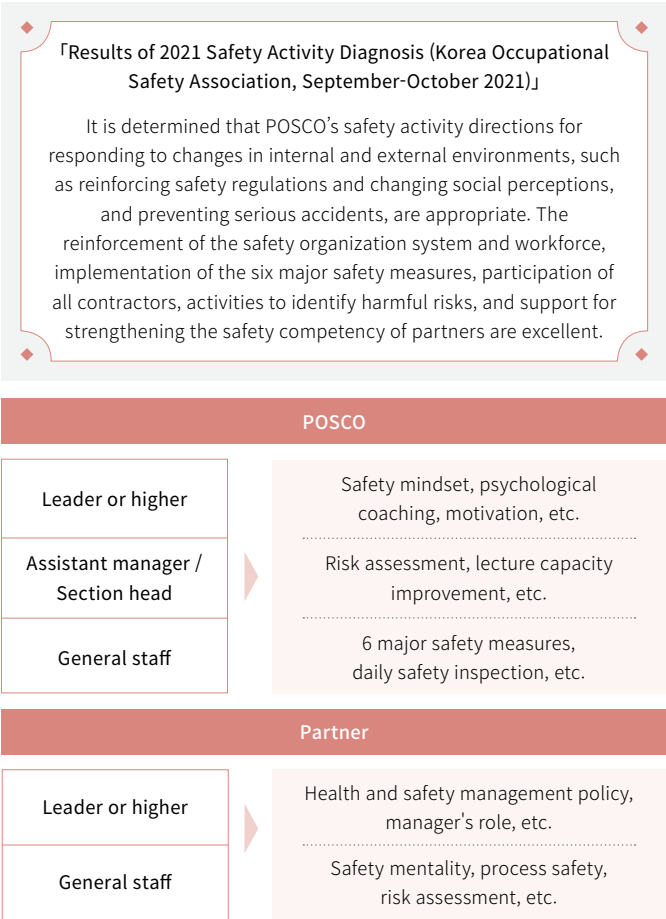 「Results of 2021 Safety Activity Diagnosis (Korea Occupational
Safety Association, September-October 2021)」
It is determined that POSCO’s safety activity directions for
responding to changes in internal and external environments, such
as reinforcing safety regulations and changing social perceptions,
and preventing serious accidents, are appropriate. The
reinforcement of the safety organization system and workforce,
implementation of the six major safety measures, participation of
all contractors, activities to identify harmful risks, and support for
strengthening the safety competency of partners are excellent.
POSCO
Leader or higher
Safety mindset, psychological
coaching, motivation, etc.
Assistant manager /
Section head
Risk assessment, lecture capacity
improvement, etc.
General staff
6 major safety measures,
daily safety inspection, etc.
Partner
Leader or higher
Health and safety management policy,
manager's role, etc.
General staff
Safety mentality, process safety,
risk assessment, etc.